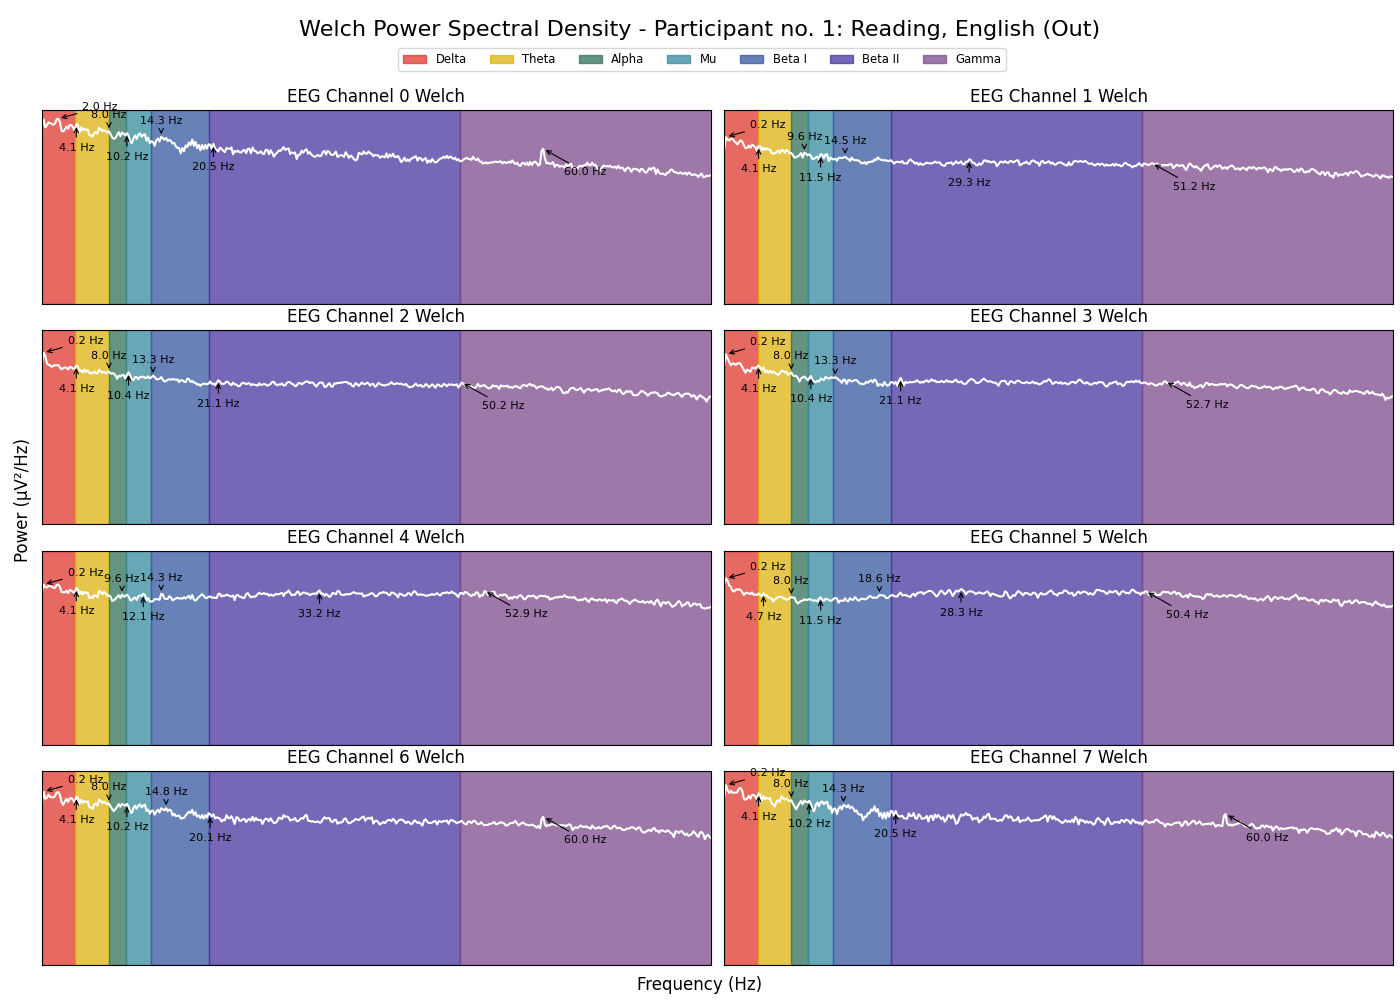 Welch Power Spectral Density - Participant no. 1: Reading, English (Out)
Delta Theta Alpha Mu Beta I Beta II Gamma
EEG Channel 0 Welch
2.0 Hz
8.0 Hz
14.3 Hz
4.1 Hz
10.2 Hz
20.5 Hz
60.0 Hz
EEG Channel 1 Welch
0.2 Hz
9.6 Hz
14.5 Hz
4.1 Hz
11.5 Hz
29.3 Hz
51.2 Hz
EEG Channel 2 Welch
0.2 Hz
8.0 Hz
13.3 Hz
4.1 Hz
10.4 Hz
21.1 Hz
50.2 Hz
EEG Channel 3 Welch
0.2 Hz
8.0 Hz
13.3 Hz
4.1 Hz
10.4 Hz
21.1 Hz
52.7 Hz
Power (μV²/Hz)
EEG Channel 4 Welch
0.2 Hz
9.6 Hz
14.3 Hz
4.1 Hz
12.1 Hz
33.2 Hz
52.9 Hz
EEG Channel 5 Welch
0.2 Hz
8.0 Hz
18.6 Hz
4.7 Hz
11.5 Hz
28.3 Hz
50.4 Hz
EEG Channel 6 Welch
0.2 Hz
8.0 Hz
14.8 Hz
4.1 Hz
10.2 Hz
20.1 Hz
60.0 Hz
EEG Channel 7 Welch
0.2 Hz
8.0 Hz
14.3 Hz
4.1 Hz
10.2 Hz
20.5 Hz
60.0 Hz
Frequency (Hz)